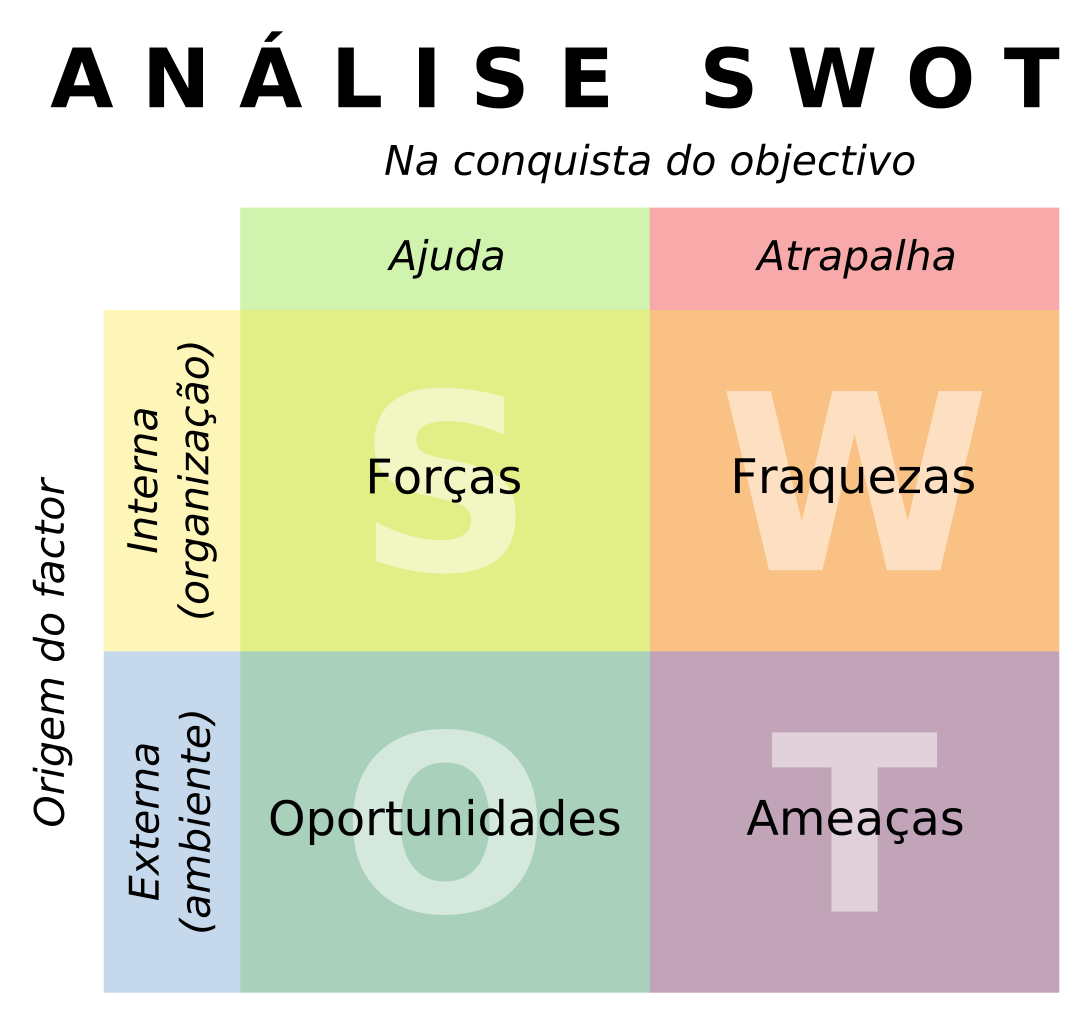 ANÁLISE SWOT
Na conquista do objectivo
Ajuda
Atrapalha
Origem do factor
Interna
(organização)
S
Forças
W
Fraquezas
Externa
(ambiente)
O
Oportunidades
T
Ameaças